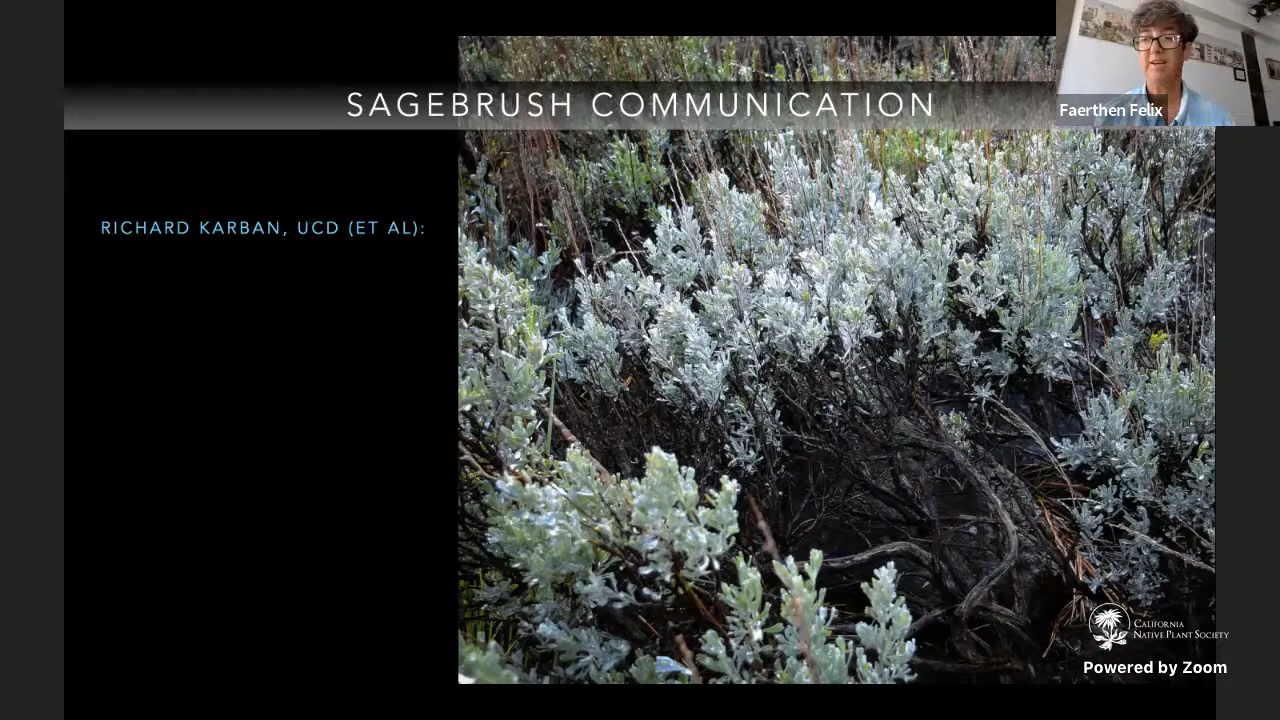 SAGEBRUSH COMMUNICATION
Faerthen Felix
RICHARD KARBAN, UCD (ET AL):
CALIFORNIA
NATIVE PLANT SOCIETY
Powered by Zoom